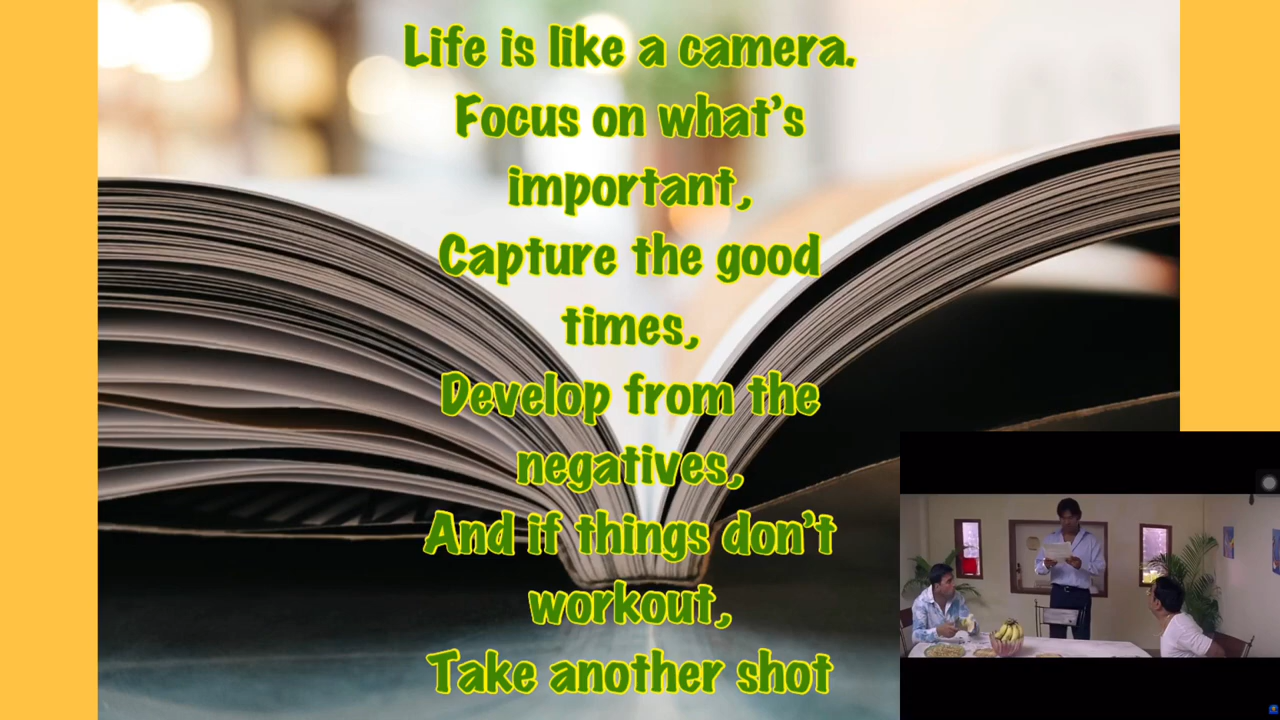 Life is like a camera.
Focus on what's
important,
Capture the good
times,
Develop from the
negatives,
And if things don't
workout,
Take another shot